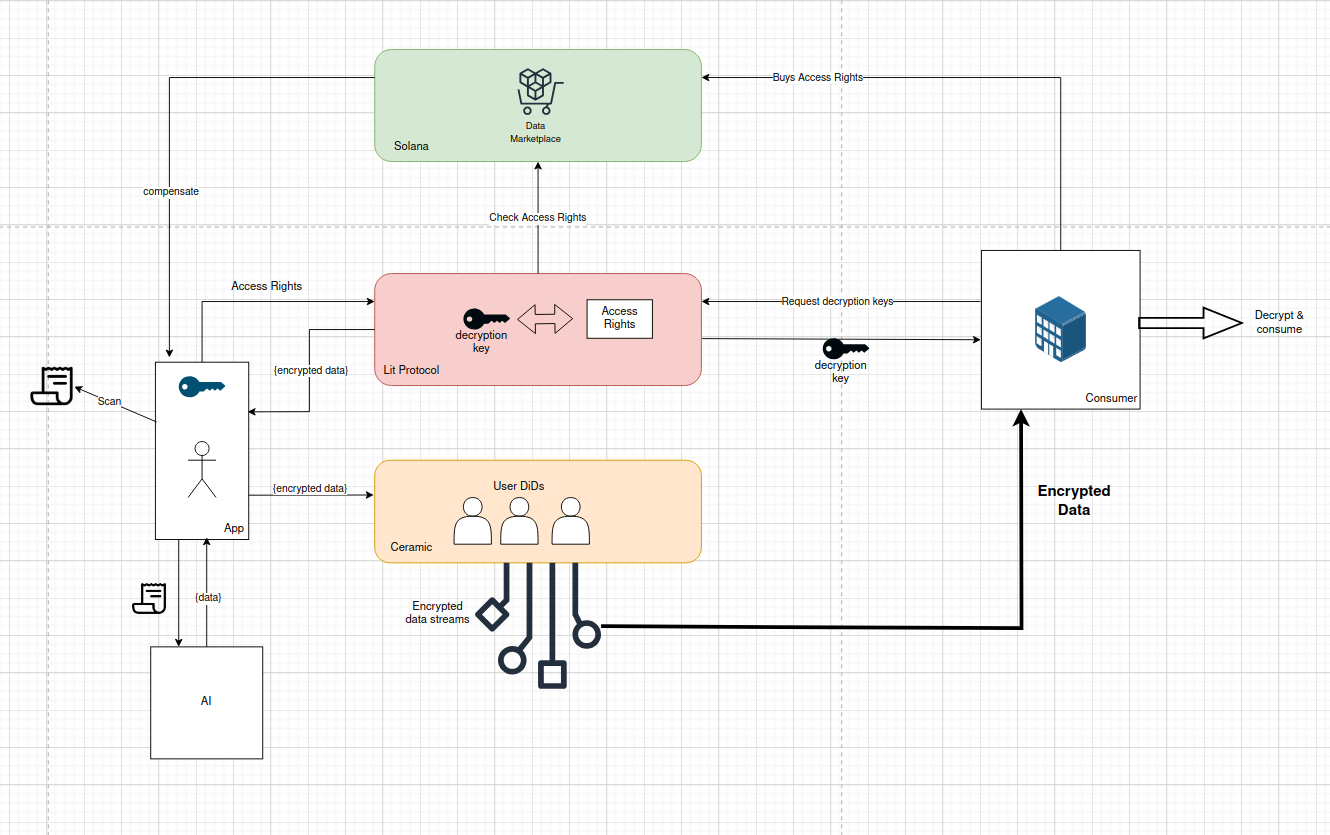 Buys Access Rights
Data
Marketplace
Solana
compensate
Check Access Rights
Access Rights
Request decryption keys
Access
Rights
decryption
key
Lit Protocol
{encrypted data}
decryption
key
Decrypt &
consume
Consumer
Scan
{encrypted data}
User DiDs
Encrypted
Data
App
Ceramic
{data}
Encrypted
data streams
AI